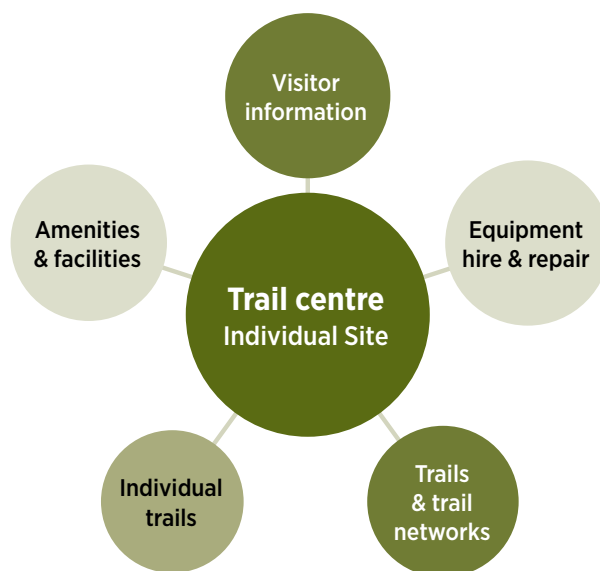 Visitor
information
Amenities
& facilities
Equipment
hire & repair
Trail centre
Individual Site
Individual
trails
Trails
& trail
networks